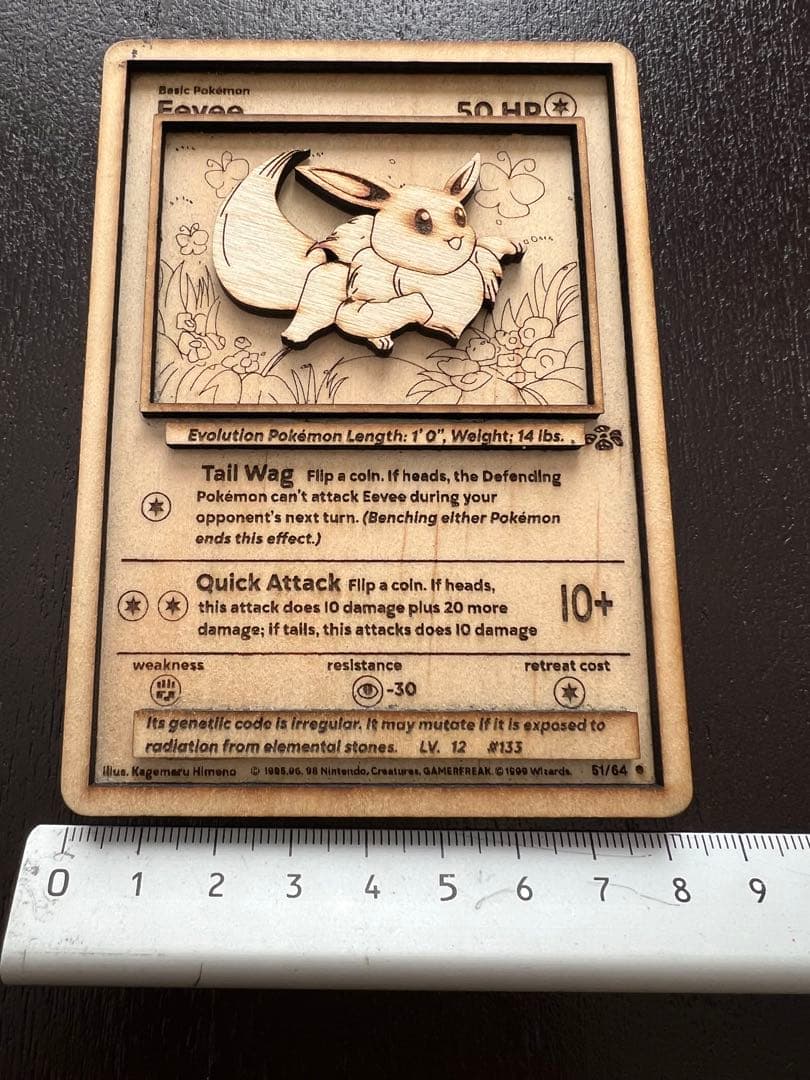 Basic Pokémon
Eevee 50 HP
Evolution Pokémon Length: 1' 0", Weight: 14 lbs.
Tail Wag Flip a coin. If heads, the Defending
Pokémon can't attack Eevee during your
opponent's next turn. (Benching either Pokémon
ends this effect.)
Quick Attack Flip a coin. If heads,
this attack does 10 damage plus 20 more
damage; if tails, this attacks does 10 damage
10+
weakness resistance retreat cost
-30
Its genetiic code is irregular. It may mutate if it is exposed to
radiation from elemental stones. LV. 12 #133
illus. Kagemaru Himeno © 1995,96, 98 Nintendo, Creatures, GAMERFREAK. © 1999 Wizards. 51/64
0 1 2 3 4 5 6 7 8 9